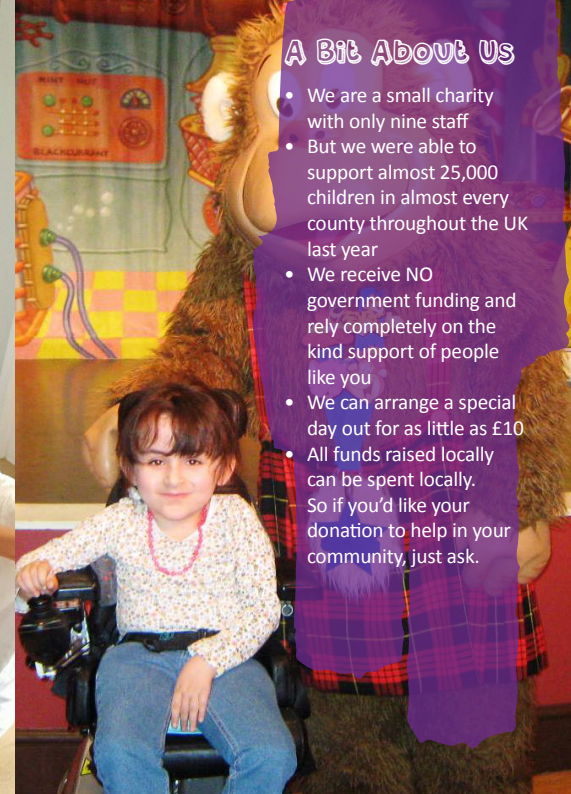 MINT NUT
BLACKCURRANT
A Bit About Us
• We are a small charity
with only nine staff
• But we were able to
support almost 25,000
children in almost every
county throughout the UK
last year
• We receive NO
government funding and
rely completely on the
kind support of people
like you
• We can arrange a special
day out for as little as £10
• All funds raised locally
can be spent locally.
So if you’d like your
donation to help in your
community, just ask.